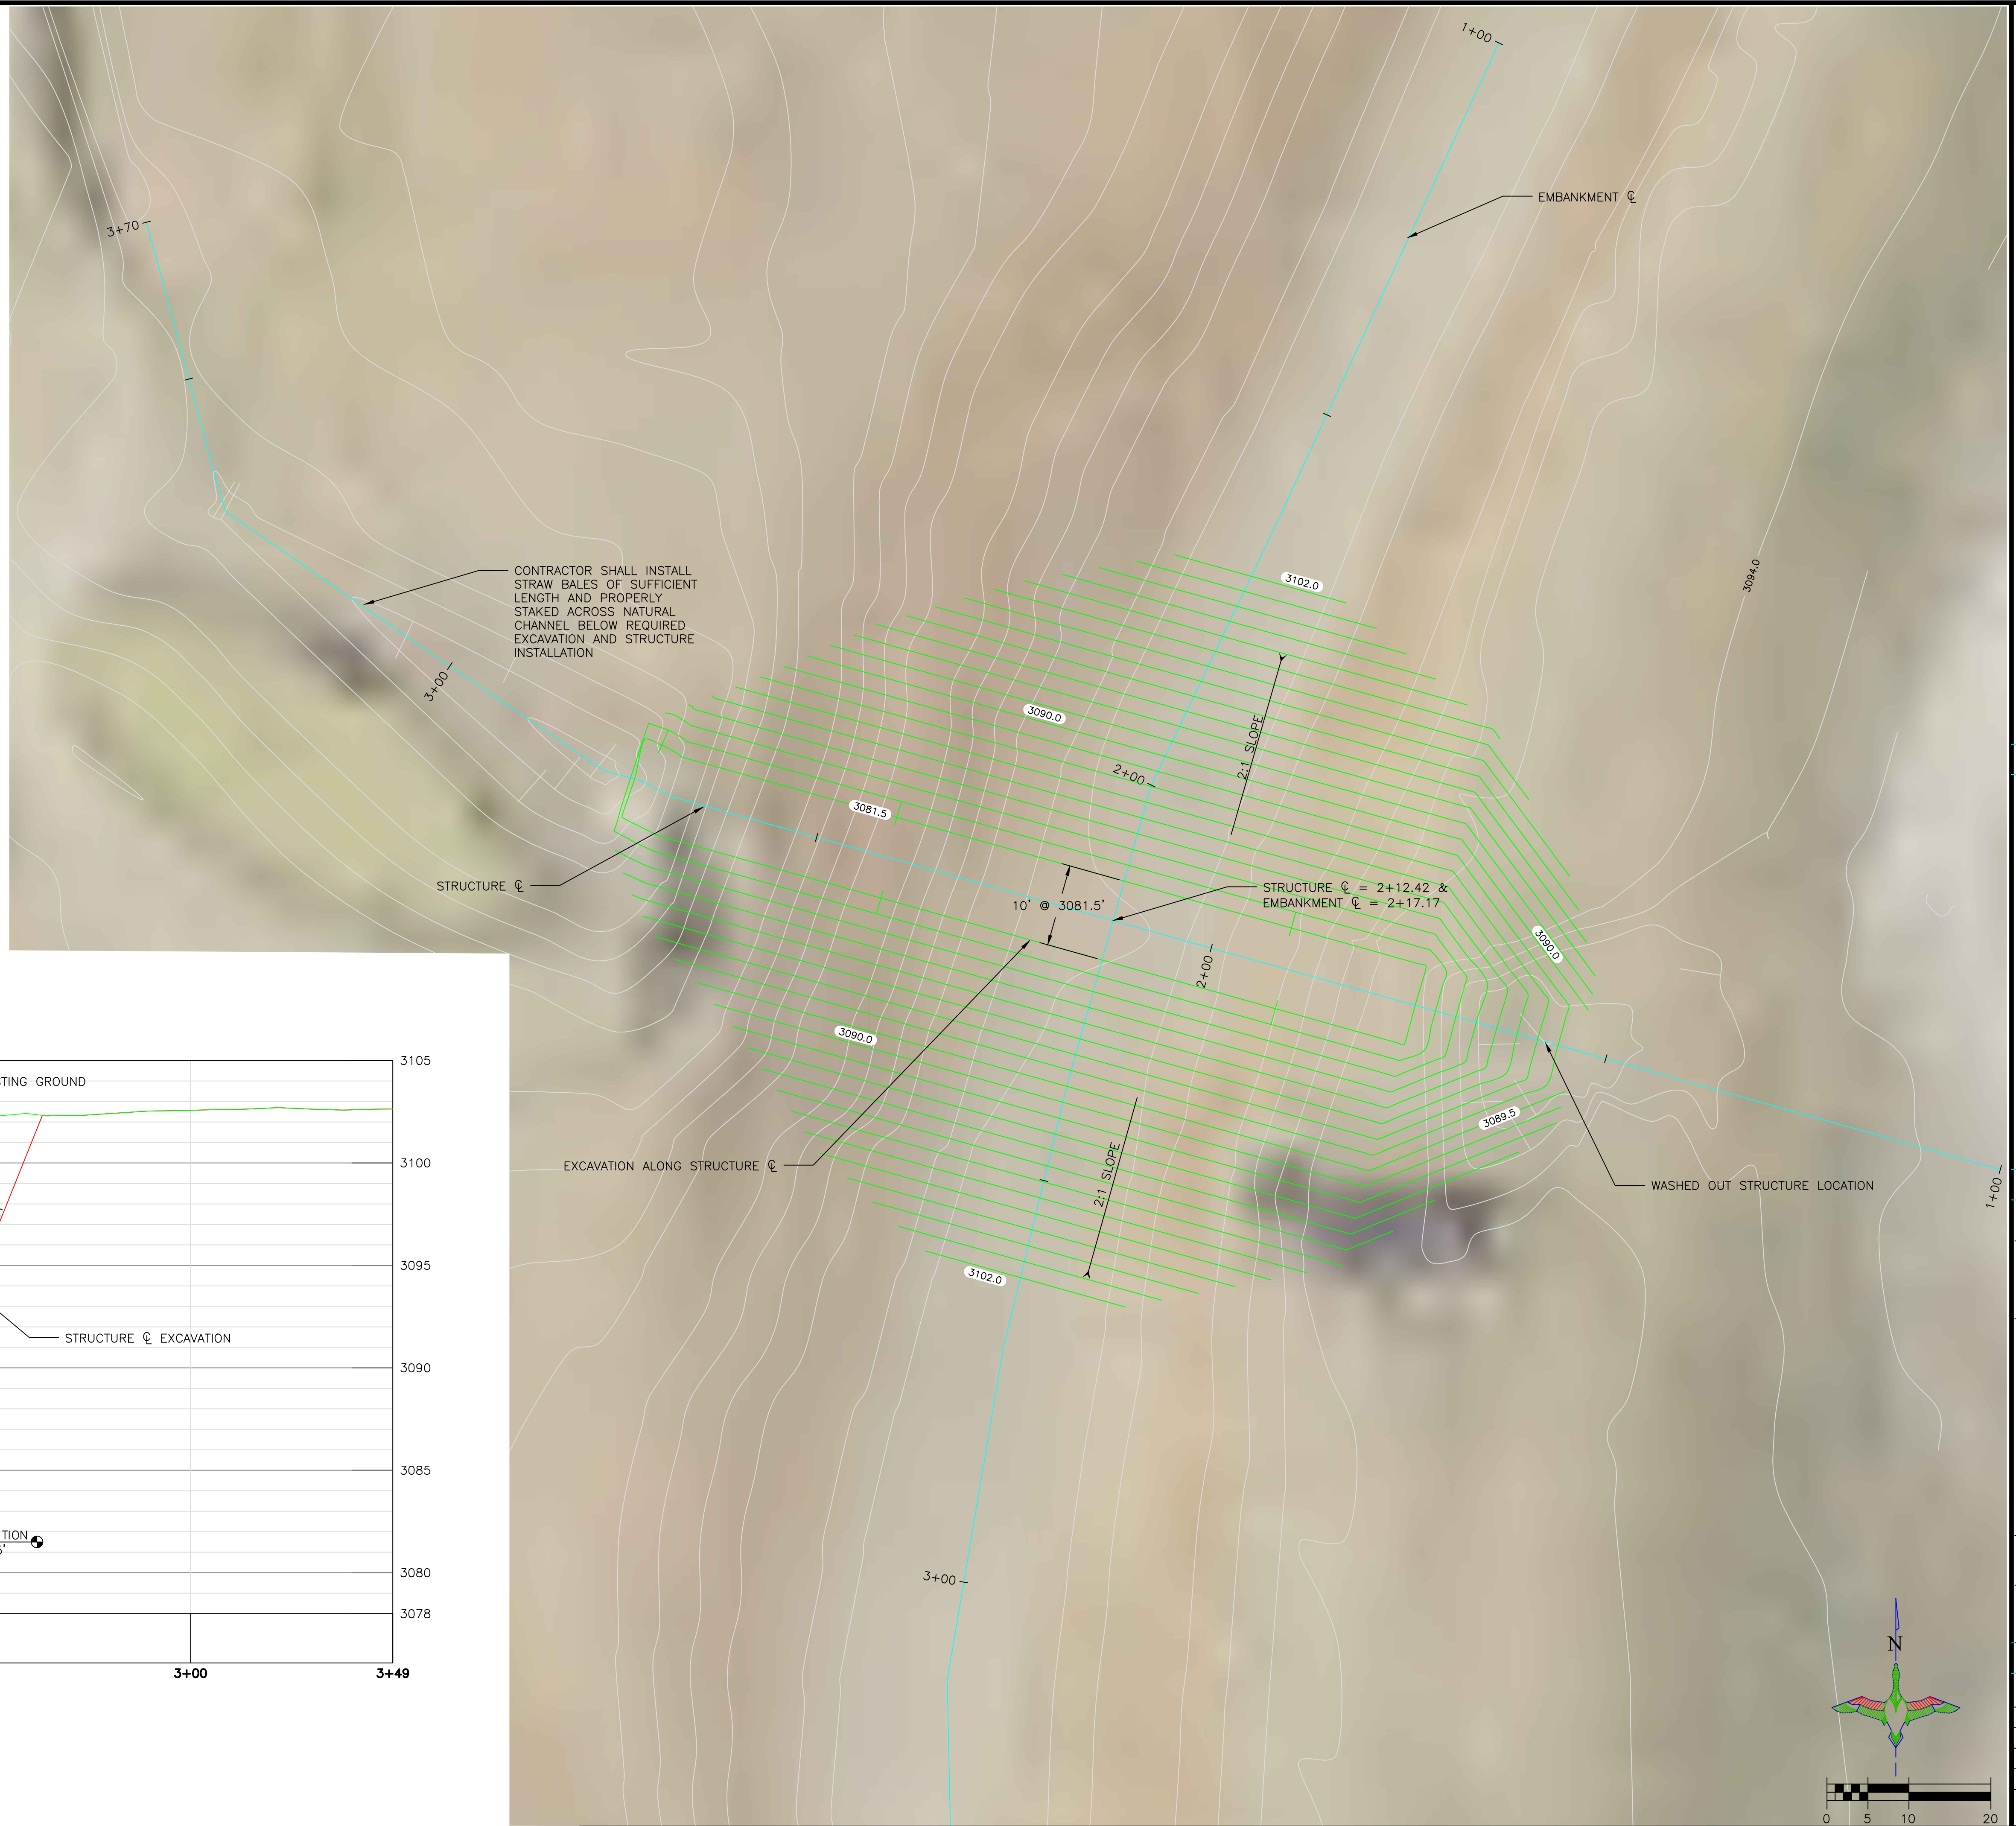 1+00
EMBANKMENT ℄
3+70
CONTRACTOR SHALL INSTALL
STRAW BALES OF SUFFICIENT
LENGTH AND PROPERLY
STAKED ACROSS NATURAL
CHANNEL BELOW REQUIRED
EXCAVATION AND STRUCTURE
INSTALLATION
3102.0
3094.0
3+00
3090.0
2:1 SLOPE
2+00
3081.5
STRUCTURE ℄
STRUCTURE ℄ = 2+12.42 &
EMBANKMENT ℄ = 2+17.17
10' @ 3081.5'
3090.0
2+00
3090.0
3089.5
EXCAVATION ALONG STRUCTURE ℄
2:1 SLOPE
WASHED OUT STRUCTURE LOCATION
1+00
3102.0
3+00
3105
TING GROUND
3100
3095
STRUCTURE ℄ EXCAVATION
3090
3085
TION
3080
3078
3+00
3+49
N
0 5 10 20